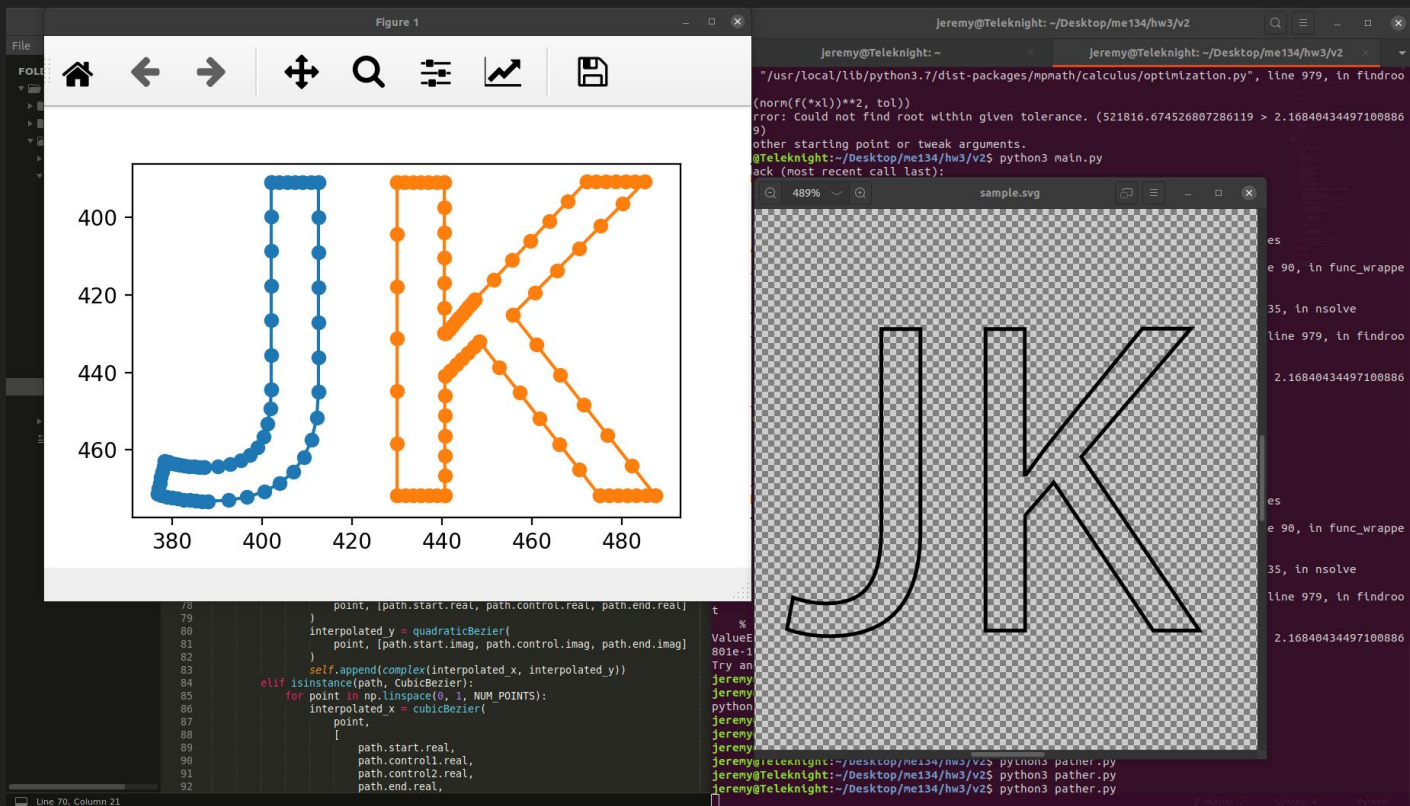 Figure 1
File
FOLD
400
420
440
460
380 400 420 440 460 480
jeremy@Teleknight: ~/Desktop/me134/hw3/v2
jeremy@Teleknight: ~
jeremy@Teleknight: ~/Desktop/me134/hw3/v2
"/usr/local/lib/python3.7/dist-packages/mpmath/calculus/optimization.py", line 979, in findroo
(norm(f(*xl))**2, tol))
rror: Could not find root within given tolerance. (521816.674526807286119 > 2.16840434497100886
9)
other starting point or tweak arguments.
@Teleknight:~/Desktop/me134/hw3/v2$ python3 main.py
ack (most recent call last):
489%
sample.svg
JK
es
e 90, in func_wrappe
35, in nsolve
line 979, in findroo
2.16840434497100886
es
e 90, in func_wrappe
35, in nsolve
line 979, in findroo
2.16840434497100886
t
%
ValueEr
801e-1
Try an
jeremy
jeremy
python
jeremy
jeremy
jeremy
jeremy@Teleknight:~/Desktop/me134/hw3/v2$ python3 pather.py
jeremy@Teleknight:~/Desktop/me134/hw3/v2$ python3 pather.py
78 point, [path.start.real, path.control.real, path.end.real]
79 )
80 interpolated_y = quadraticBezier(
81 point, [path.start.imag, path.control.imag, path.end.imag]
82 )
83 self.append(complex(interpolated_x, interpolated_y))
84 elif isinstance(path, CubicBezier):
85 for point in np.linspace(0, 1, NUM_POINTS):
86 interpolated_x = cubicBezier(
87 point,
88 [
89 path.start.real,
90 path.control1.real,
91 path.control2.real,
92 path.end.real,
Line 70, Column 21